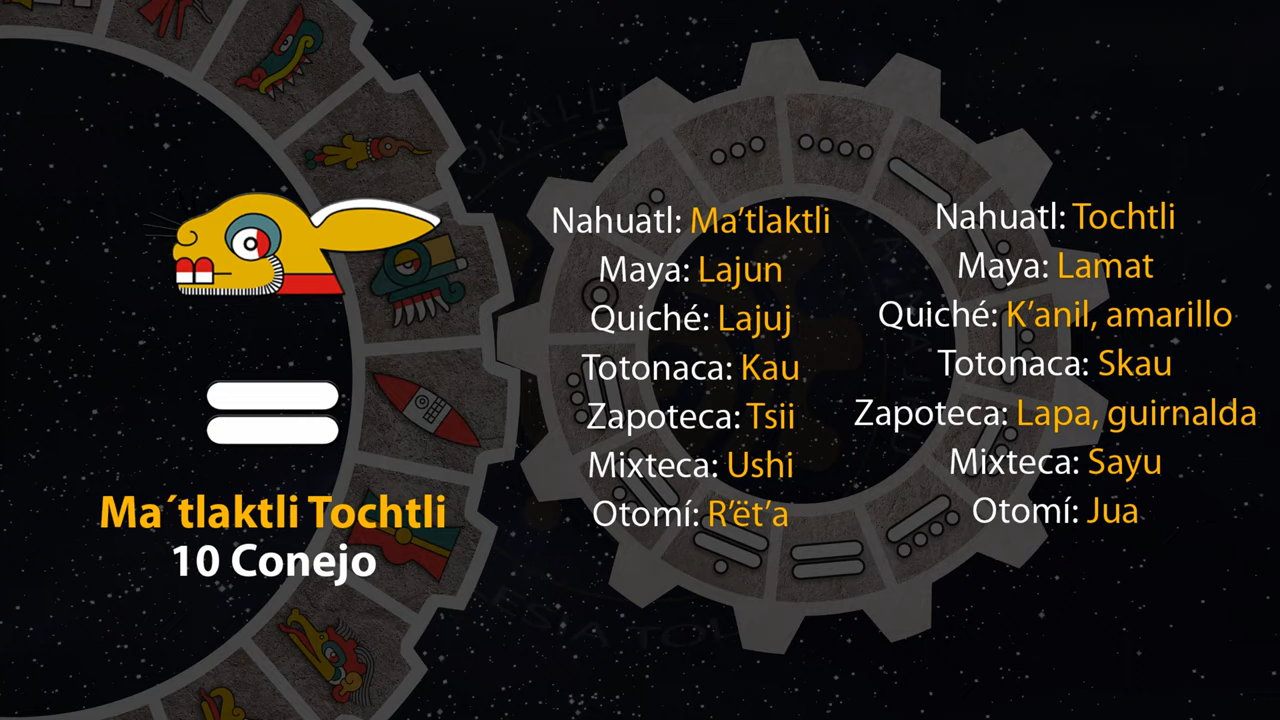 Nahuatl: Ma’tlaktli
Maya: Lajun
Quiché: Lajuj
Totonaca: Kau
Zapoteca: Tsii
Mixteca: Ushi
Otomí: R’ët’a
Nahuatl: Tochtli
Maya: Lamat
Quiché: K’anil, amarillo
Totonaca: Skau
Zapoteca: Lapa, guirnalda
Mixteca: Sayu
Otomí: Jua
Ma´tlaktli Tochtli
10 Conejo